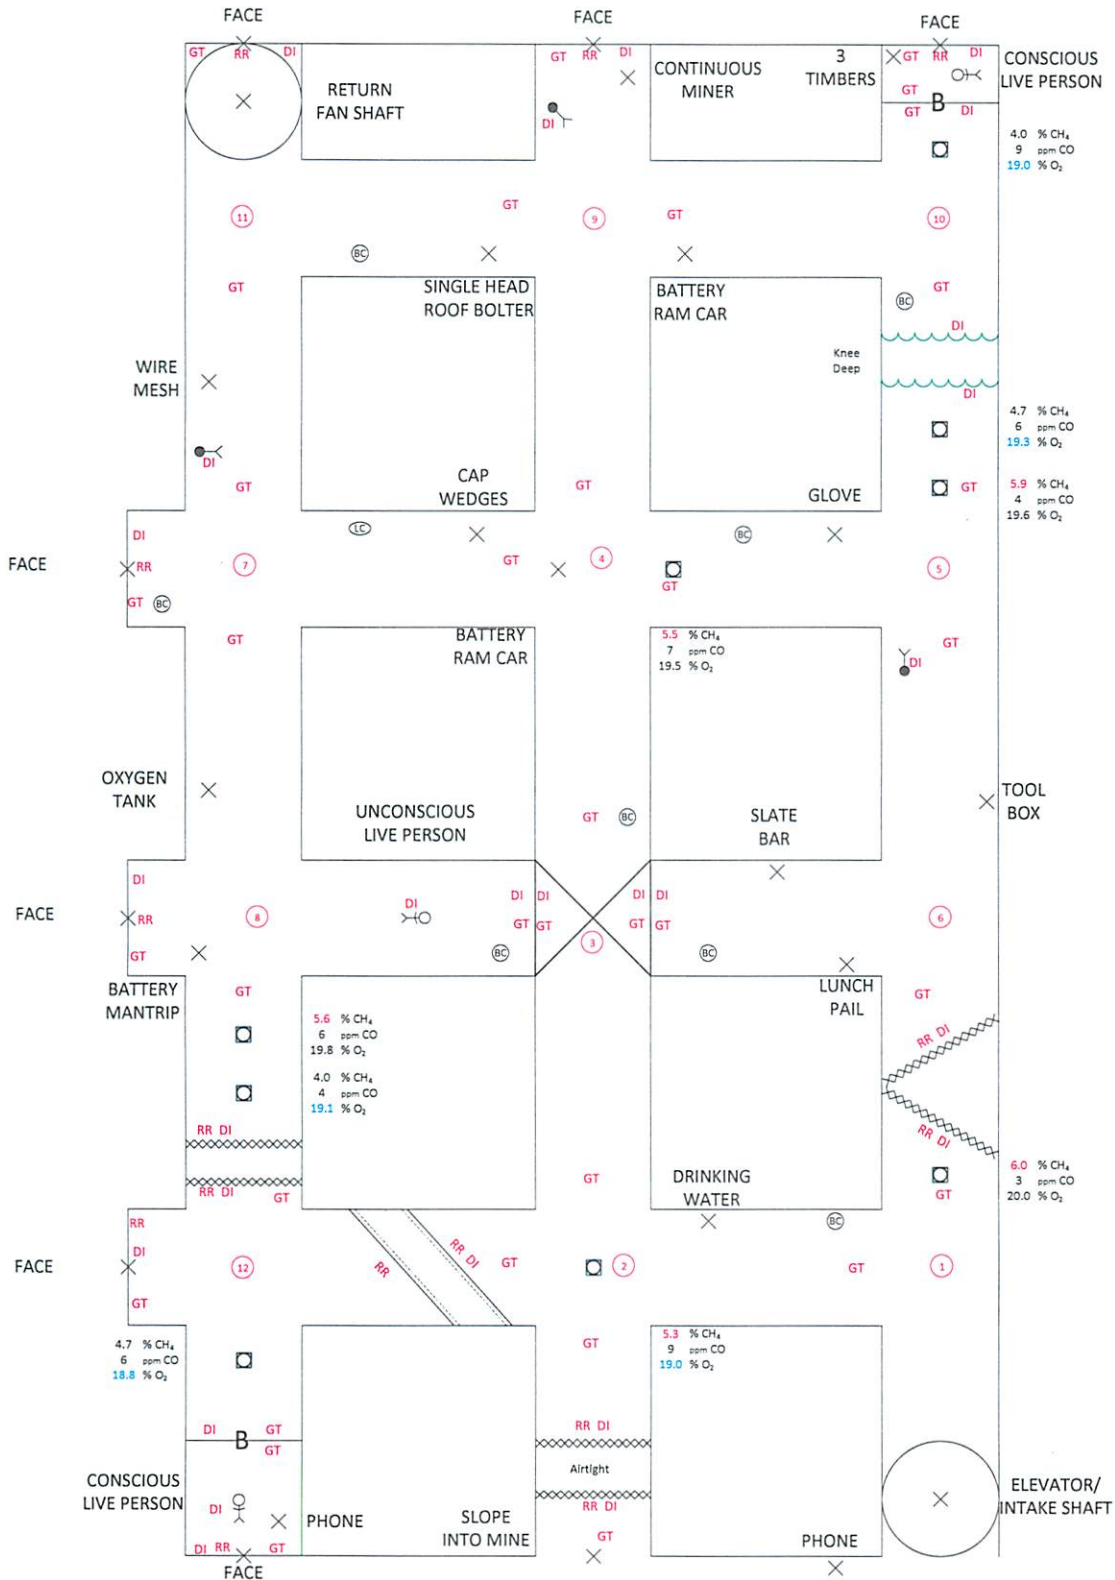 FACE
FACE
FACE
GT RR DI
GT RR DI
3
TIMBERS
GT RR DI
CONSCIOUS
LIVE PERSON
RETURN
FAN SHAFT
CONTINUOUS
MINER
DI
GT
B
GT DI
4.0 % CH₄
9 ppm CO
19.0 % O₂
11
GT
9
GT
10
BC
GT
SINGLE HEAD
ROOF BOLTER
BATTERY
RAM CAR
BC
GT
DI
WIRE
MESH
Knee
Deep
DI
4.7 % CH₄
6 ppm CO
19.3 % O₂
DI
GT
CAP
WEDGES
GT
GLOVE
GT
5.9 % CH₄
4 ppm CO
19.6 % O₂
FACE
DI
RR
GT
BC
7
LC
GT
4
GT
BC
5
GT
BATTERY
RAM CAR
5.5 % CH₄
7 ppm CO
19.5 % O₂
GT
DI
OXYGEN
TANK
UNCONSCIOUS
LIVE PERSON
GT
BC
SLATE
BAR
TOOL
BOX
FACE
DI
RR
GT
8
DI
BC
DI DI
GT GT
3
DI DI
GT GT
BC
6
BATTERY
MANTRIP
GT
LUNCH
PAIL
GT
5.6 % CH₄
6 ppm CO
19.8 % O₂
4.0 % CH₄
4 ppm CO
19.1 % O₂
RR DI
RR DI
RR DI
RR DI
GT
GT
DRINKING
WATER
GT
6.0 % CH₄
3 ppm CO
20.0 % O₂
FACE
RR
DI
GT
12
RR
RR DI
GT
2
BC
GT
1
4.7 % CH₄
6 ppm CO
18.8 % O₂
GT
5.3 % CH₄
9 ppm CO
19.0 % O₂
DI GT
B
GT
RR DI
Airtight
RR DI
CONSCIOUS
LIVE PERSON
DI
PHONE
SLOPE
INTO MINE
GT
PHONE
ELEVATOR/
INTAKE SHAFT
DI RR GT
FACE